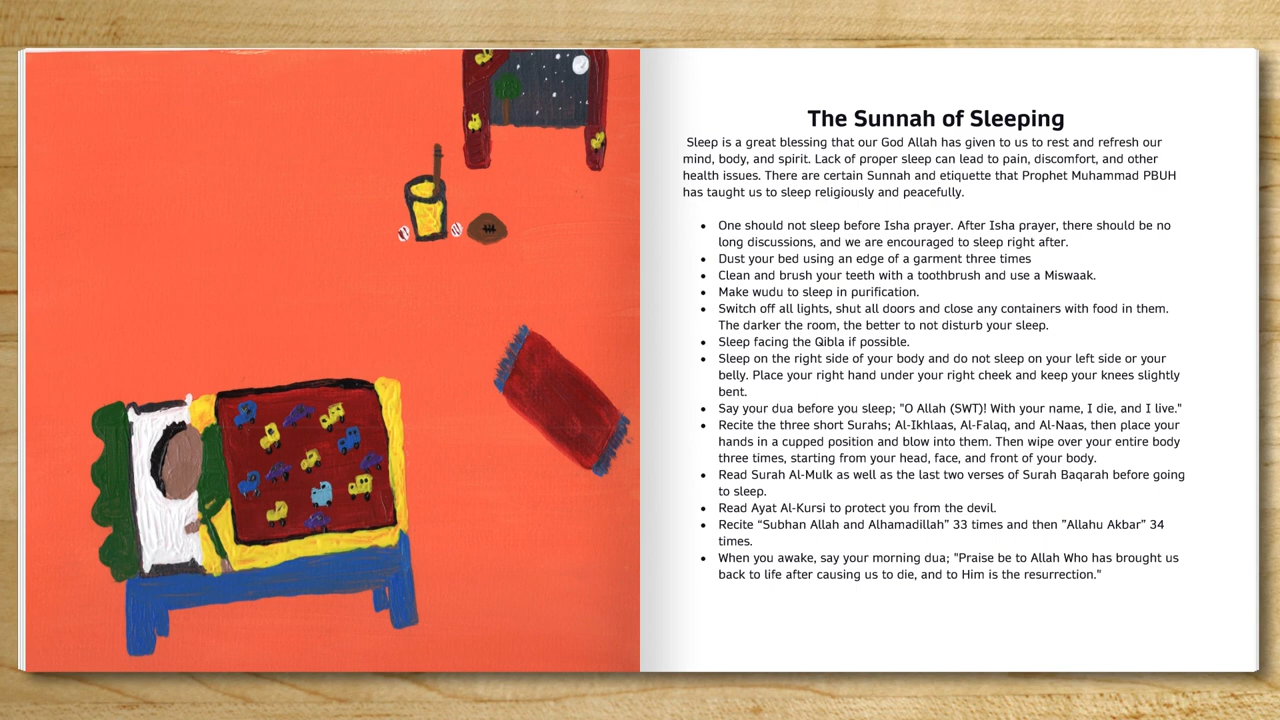 The Sunnah of Sleeping
Sleep is a great blessing that our God Allah has given to us to rest and refresh our
mind, body, and spirit. Lack of proper sleep can lead to pain, discomfort, and other
health issues. There are certain Sunnah and etiquette that Prophet Muhammad PBUH
has taught us to sleep religiously and peacefully.
• One should not sleep before Isha prayer. After Isha prayer, there should be no
long discussions, and we are encouraged to sleep right after.
• Dust your bed using an edge of a garment three times
• Clean and brush your teeth with a toothbrush and use a Miswaak.
• Make wudu to sleep in purification.
• Switch off all lights, shut all doors and close any containers with food in them.
The darker the room, the better to not disturb your sleep.
• Sleep facing the Qibla if possible.
• Sleep on the right side of your body and do not sleep on your left side or your
belly. Place your right hand under your right cheek and keep your knees slightly
bent.
• Say your dua before you sleep; "O Allah (SWT)! With your name, I die, and I live."
• Recite the three short Surahs; Al-Ikhlaas, Al-Falaq, and Al-Naas, then place your
hands in a cupped position and blow into them. Then wipe over your entire body
three times, starting from your head, face, and front of your body.
• Read Surah Al-Mulk as well as the last two verses of Surah Baqarah before going
to sleep.
• Read Ayat Al-Kursi to protect you from the devil.
• Recite “Subhan Allah and Alhamadillah” 33 times and then ”Allahu Akbar” 34
times.
• When you awake, say your morning dua; "Praise be to Allah Who has brought us
back to life after causing us to die, and to Him is the resurrection."